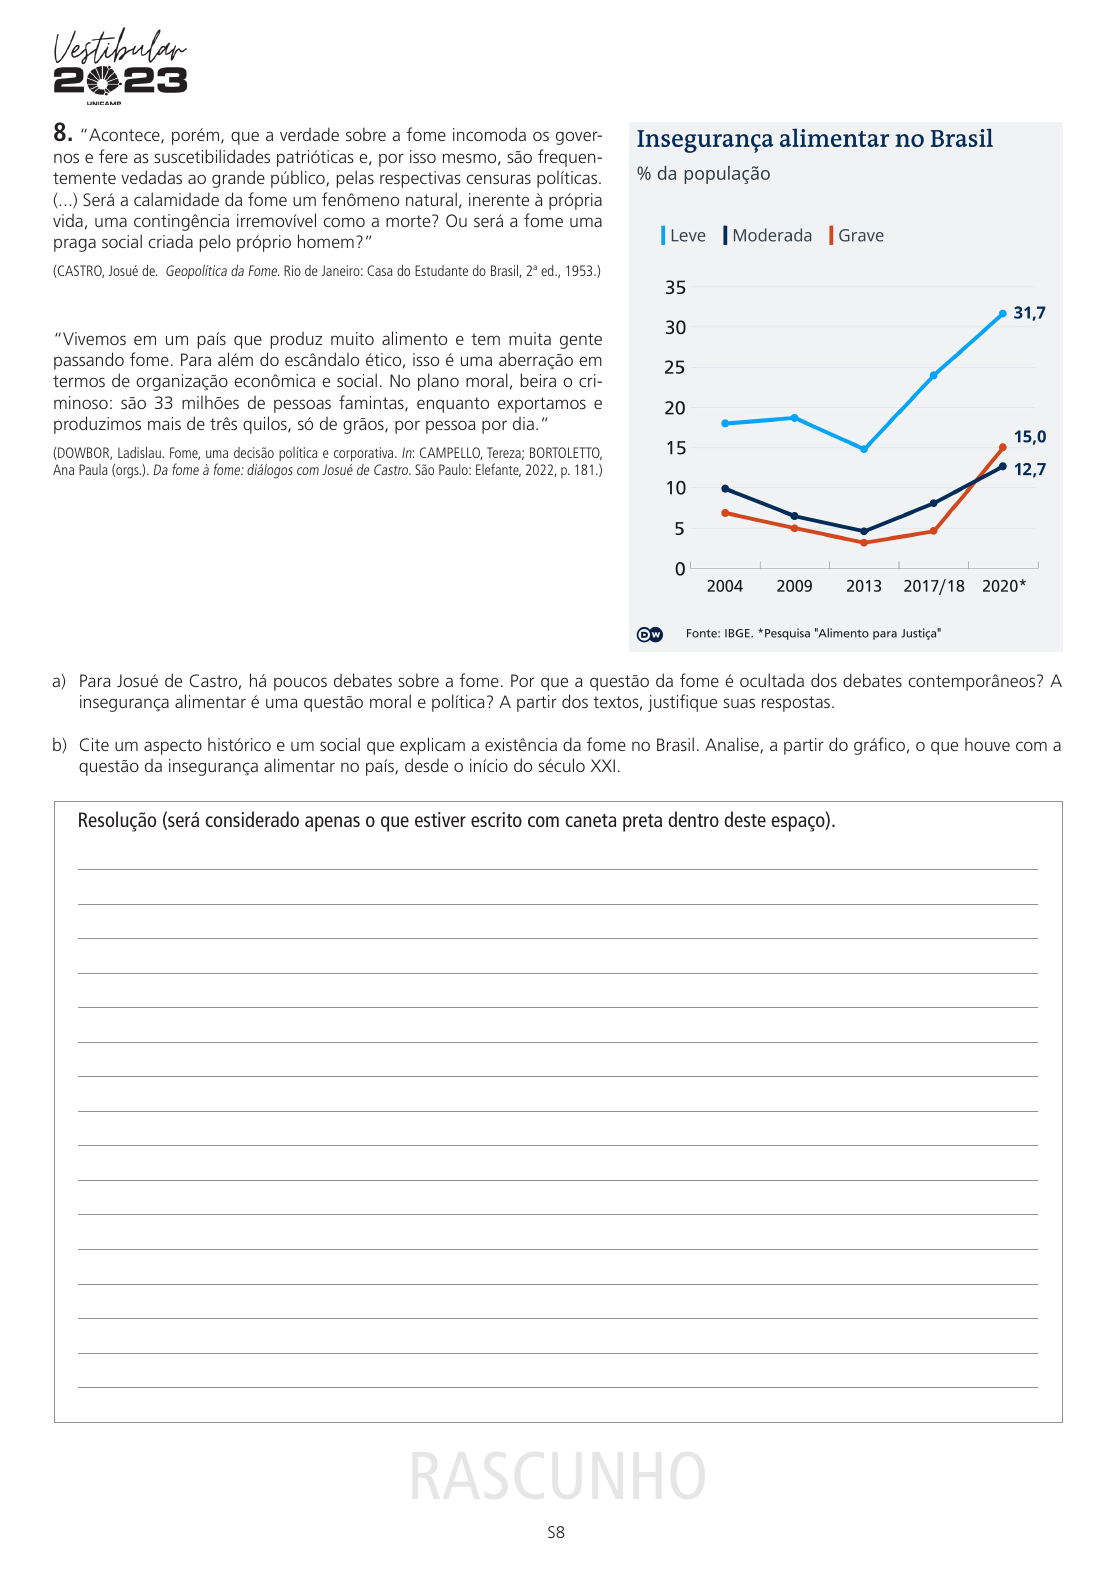 Vestibular
2023
UNICAMP
8. “Acontece, porém, que a verdade sobre a fome incomoda os gover-
nos e fere as suscetibilidades patrióticas e, por isso mesmo, são frequen-
temente vedadas ao grande público, pelas respectivas censuras políticas.
(...) Será a calamidade da fome um fenômeno natural, inerente à própria
vida, uma contingência irremovível como a morte? Ou será a fome uma
praga social criada pelo próprio homem?”
(CASTRO, Josué de. Geopolítica da Fome. Rio de Janeiro: Casa do Estudante do Brasil, 2ª ed., 1953.)
“Vivemos em um país que produz muito alimento e tem muita gente
passando fome. Para além do escândalo ético, isso é uma aberração em
termos de organização econômica e social. No plano moral, beira o cri-
minoso: são 33 milhões de pessoas famintas, enquanto exportamos e
produzimos mais de três quilos, só de grãos, por pessoa por dia.”
(DOWBOR, Ladislau. Fome, uma decisão política e corporativa. In: CAMPELLO, Tereza; BORTOLETTO,
Ana Paula (orgs.). Da fome à fome: diálogos com Josué de Castro. São Paulo: Elefante, 2022, p. 181.)
Insegurança alimentar no Brasil
% da população
Leve Moderada Grave
35
30
25
20
15
10
5
0
31,7
15,0
12,7
2004 2009 2013 2017/18 2020*
DW Fonte: IBGE. *Pesquisa "Alimento para Justiça"
a) Para Josué de Castro, há poucos debates sobre a fome. Por que a questão da fome é ocultada dos debates contemporâneos? A
insegurança alimentar é uma questão moral e política? A partir dos textos, justifique suas respostas.
b) Cite um aspecto histórico e um social que explicam a existência da fome no Brasil. Analise, a partir do gráfico, o que houve com a
questão da insegurança alimentar no país, desde o início do século XXI.
Resolução (será considerado apenas o que estiver escrito com caneta preta dentro deste espaço).
RASCUNHO
S8